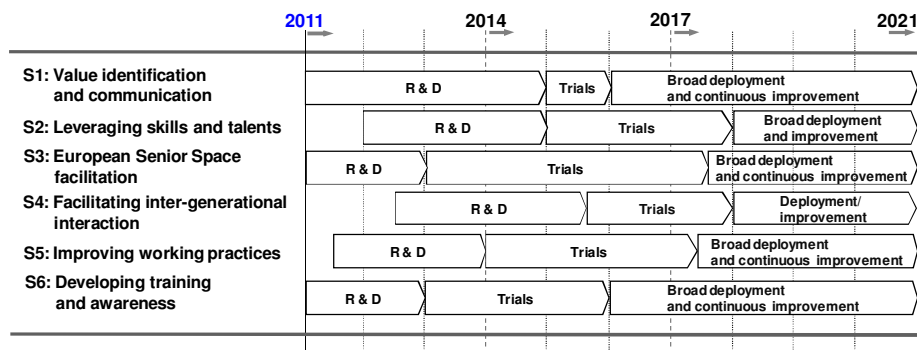 2011 2014 2017 2021
S1: Value identification
and communication
R & D Trials Broad deployment
and continuous improvement
S2: Leveraging skills and talents
R & D Trials Broad deployment
and improvement
S3: European Senior Space
facilitation
R & D Trials Broad deployment
and continuous improvement
S4: Facilitating inter-generational
interaction
R & D Trials Deployment/
improvement
S5: Improving working practices
R & D Trials Broad deployment
and continuous improvement
S6: Developing training
and awareness
R & D Trials Broad deployment
and continuous improvement